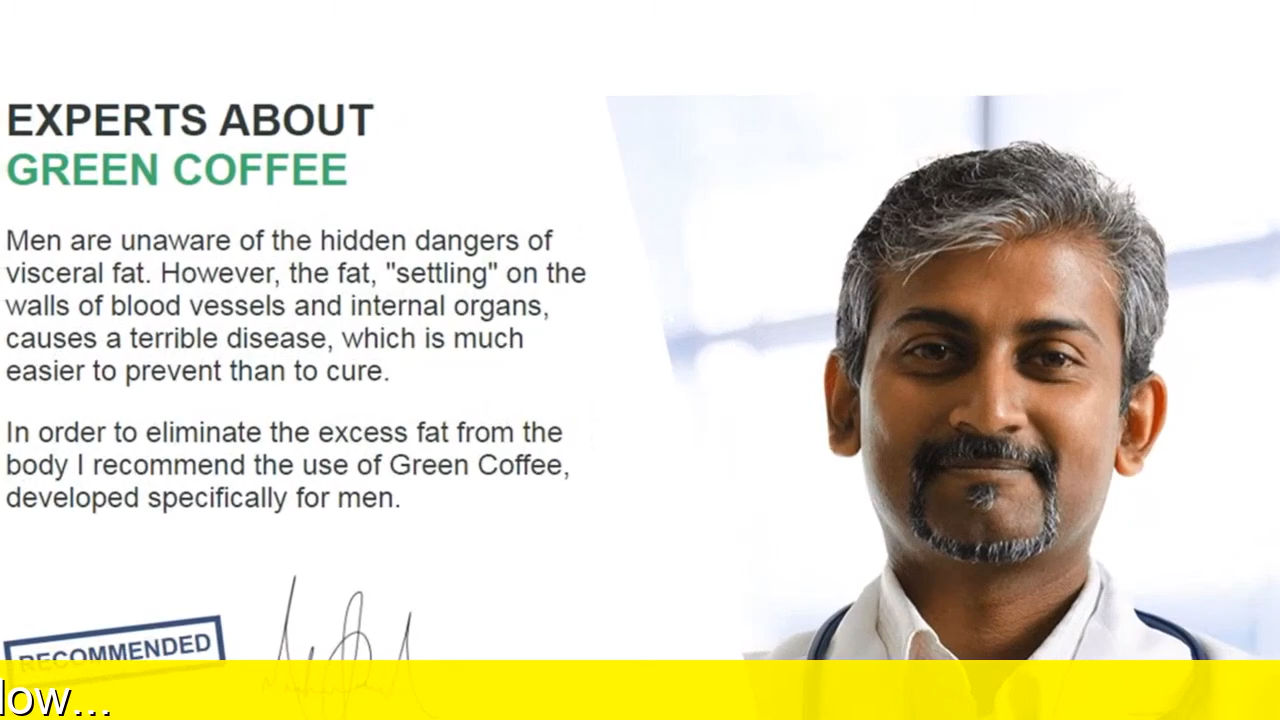 EXPERTS ABOUT
GREEN COFFEE
Men are unaware of the hidden dangers of
visceral fat. However, the fat, "settling" on the
walls of blood vessels and internal organs,
causes a terrible disease, which is much
easier to prevent than to cure.
In order to eliminate the excess fat from the
body I recommend the use of Green Coffee,
developed specifically for men.
RECOMMENDED